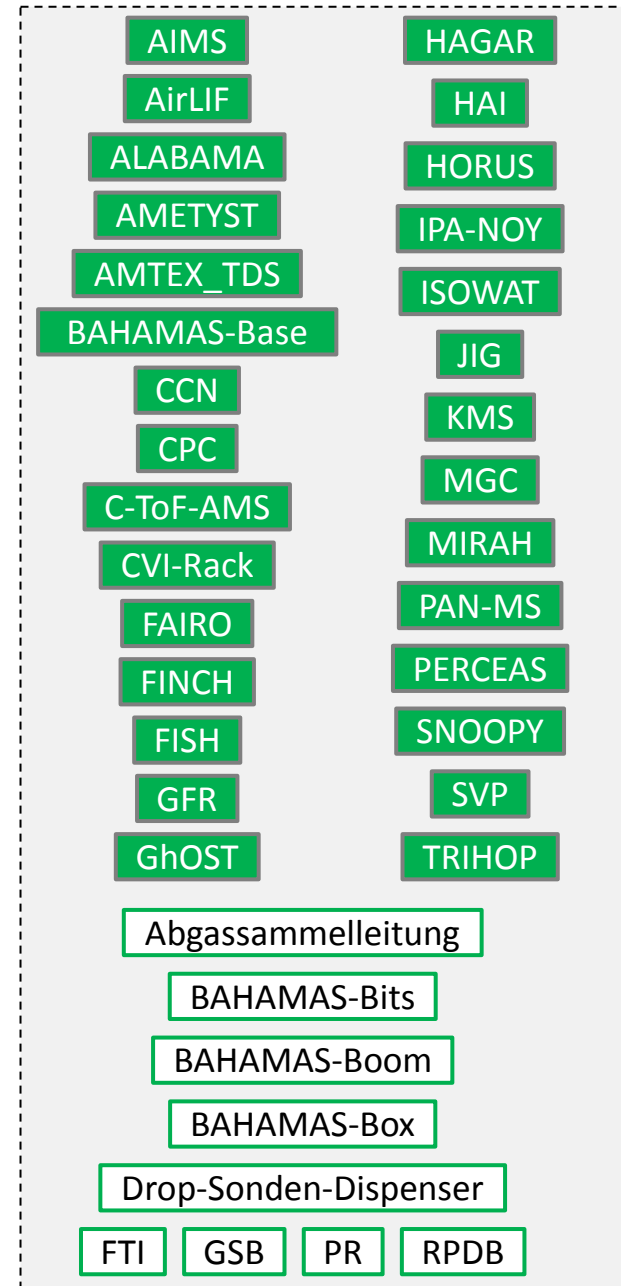 AIMS
AirLIF
ALABAMA
AMETYST
AMTEX_TDS
BAHAMAS-Base
CCN
CPC
C-ToF-AMS
CVI-Rack
FAIRO
FINCH
FISH
GFR
GhOST
HAGAR
HAI
HORUS
IPA-NOY
ISOWAT
JIG
KMS
MGC
MIRAH
PAN-MS
PERCEAS
SNOOPY
SVP
TRIHOP
Abgassammelleitung
BAHAMAS-Bits
BAHAMAS-Boom
BAHAMAS-Box
Drop-Sonden-Dispenser
FTI GSB PR RPDB